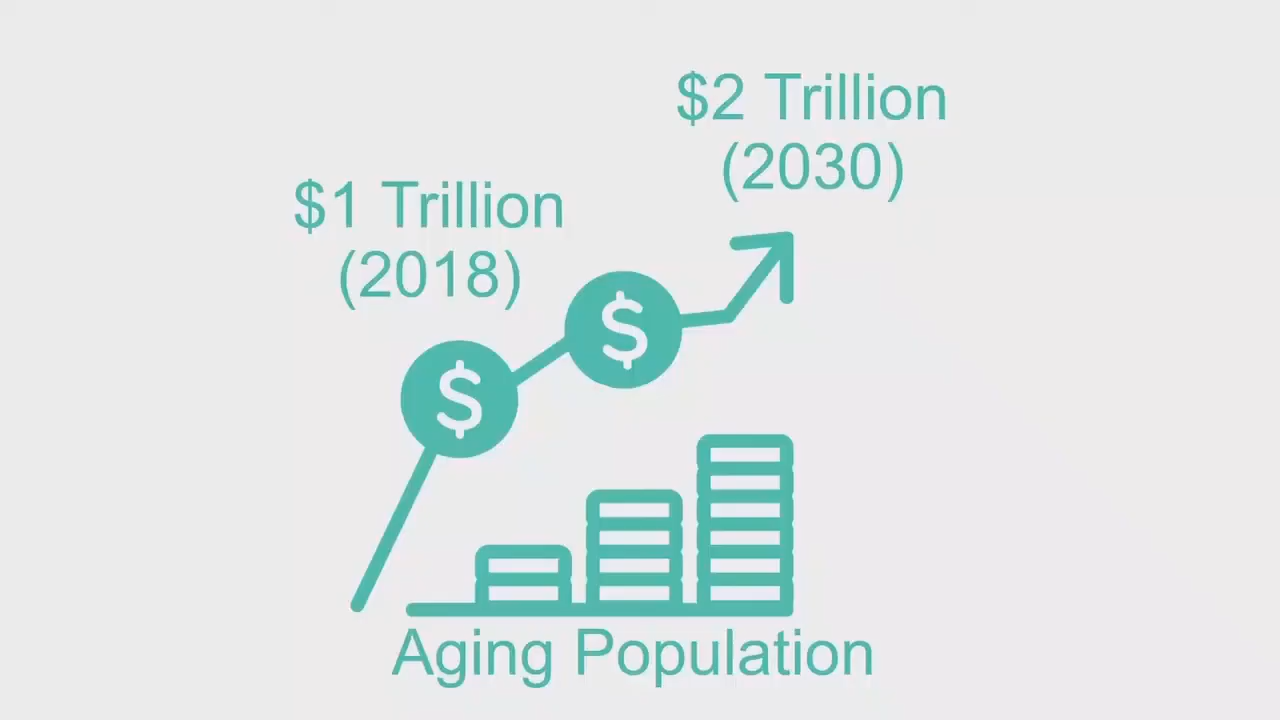 $2 Trillion
(2030)
$1 Trillion
(2018)
$
$
Aging Population